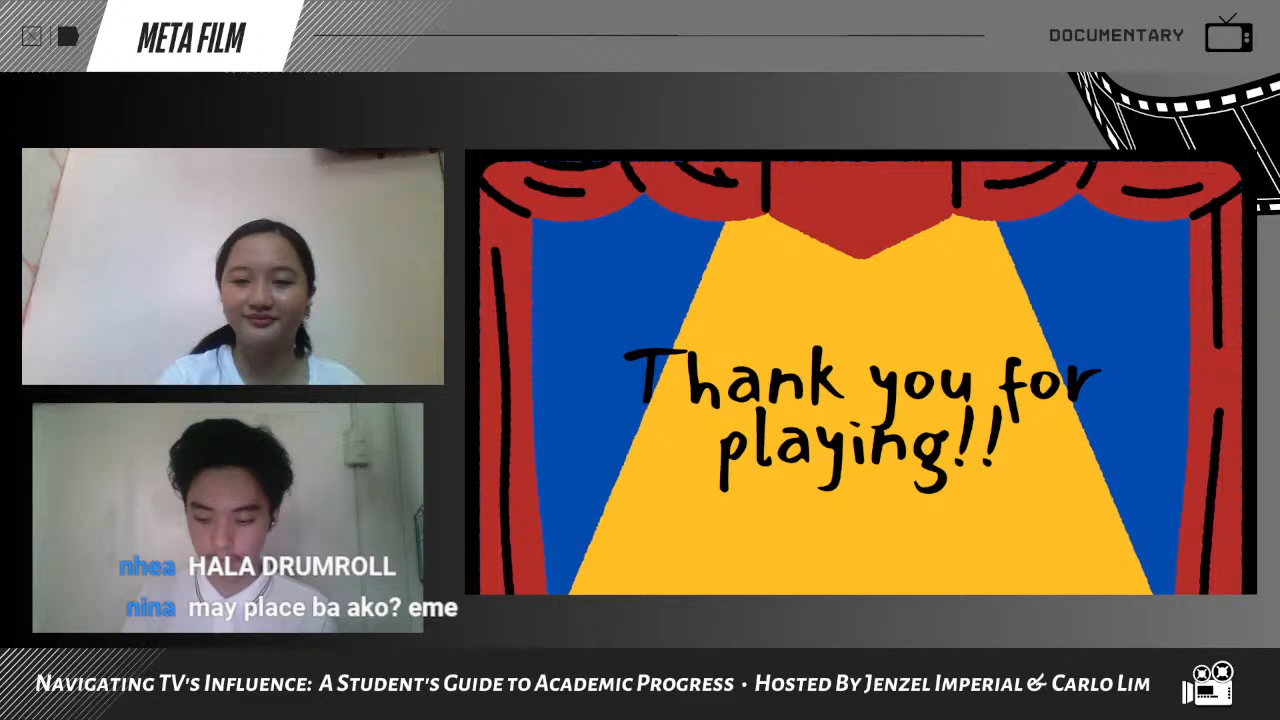 META FILM
DOCUMENTARY
Thank you for
playing!!
nhea HALA DRUMROLL
nina may place ba ako? eme
NAVIGATING TV'S INFLUENCE: A STUDENT'S GUIDE TO ACADEMIC PROGRESS • HOSTED BY JENZEL IMPERIAL & CARLO LIM